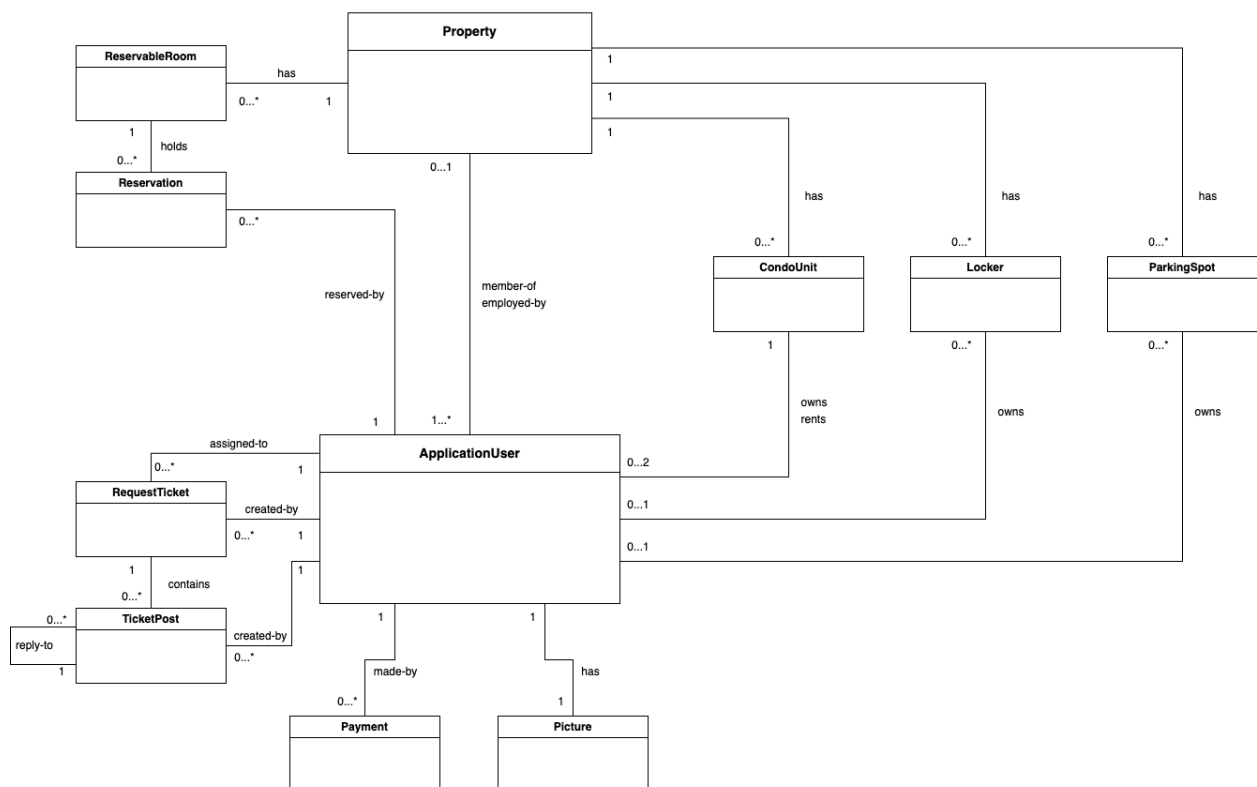 Property
ReservableRoom
1
has
0...*
1
1
1
1
0...*
holds
0...1
Reservation
0...*
has
has
has
0...*
0...*
0...*
CondoUnit
Locker
ParkingSpot
reserved-by
member-of
employed-by
1
0...*
0...*
owns
rents
owns
owns
1
1...*
assigned-to
ApplicationUser
0...*
1
0...2
RequestTicket
created-by
0...1
0...*
1
0...1
1
1
contains
0...*
TicketPost
0...*
1
1
created-by
reply-to
0...*
1
made-by
has
0...*
1
Payment
Picture